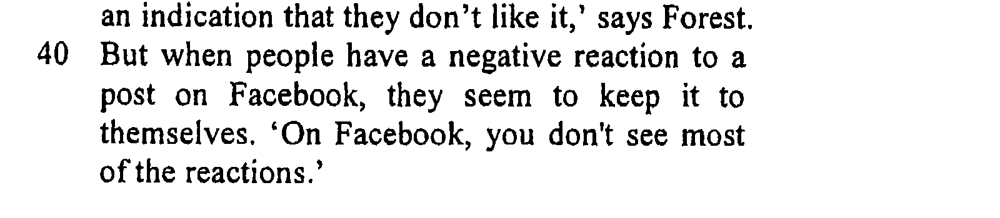 an indication that they don’t like it,’ says Forest.
40 But when people have a negative reaction to a
post on Facebook, they seem to keep it to
themselves. ‘On Facebook, you don't see most
of the reactions.’